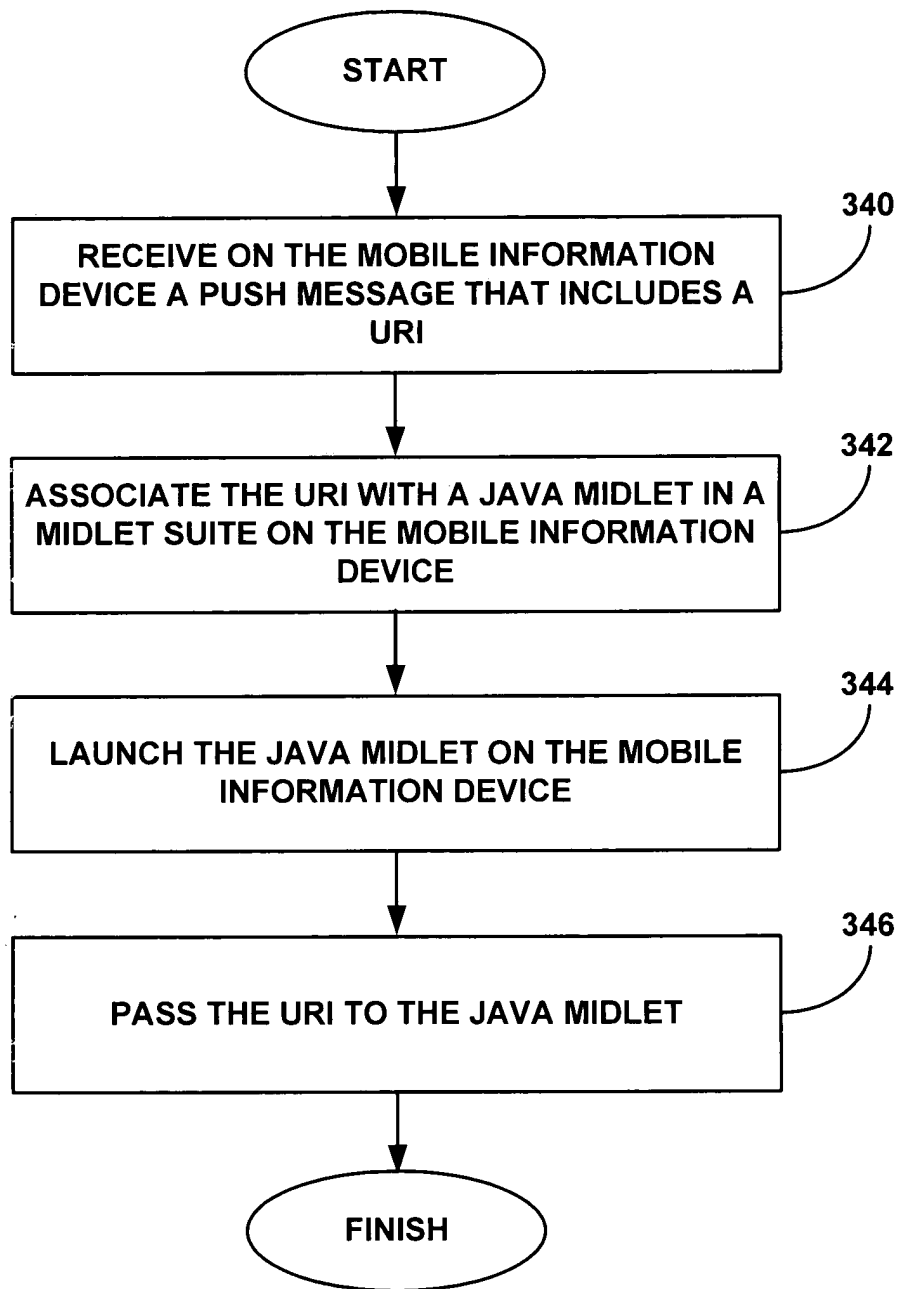 START
340
RECEIVE ON THE MOBILE INFORMATION
DEVICE A PUSH MESSAGE THAT INCLUDES A
URI
342
ASSOCIATE THE URI WITH A JAVA MIDLET IN A
MIDLET SUITE ON THE MOBILE INFORMATION
DEVICE
344
LAUNCH THE JAVA MIDLET ON THE MOBILE
INFORMATION DEVICE
346
PASS THE URI TO THE JAVA MIDLET
FINISH